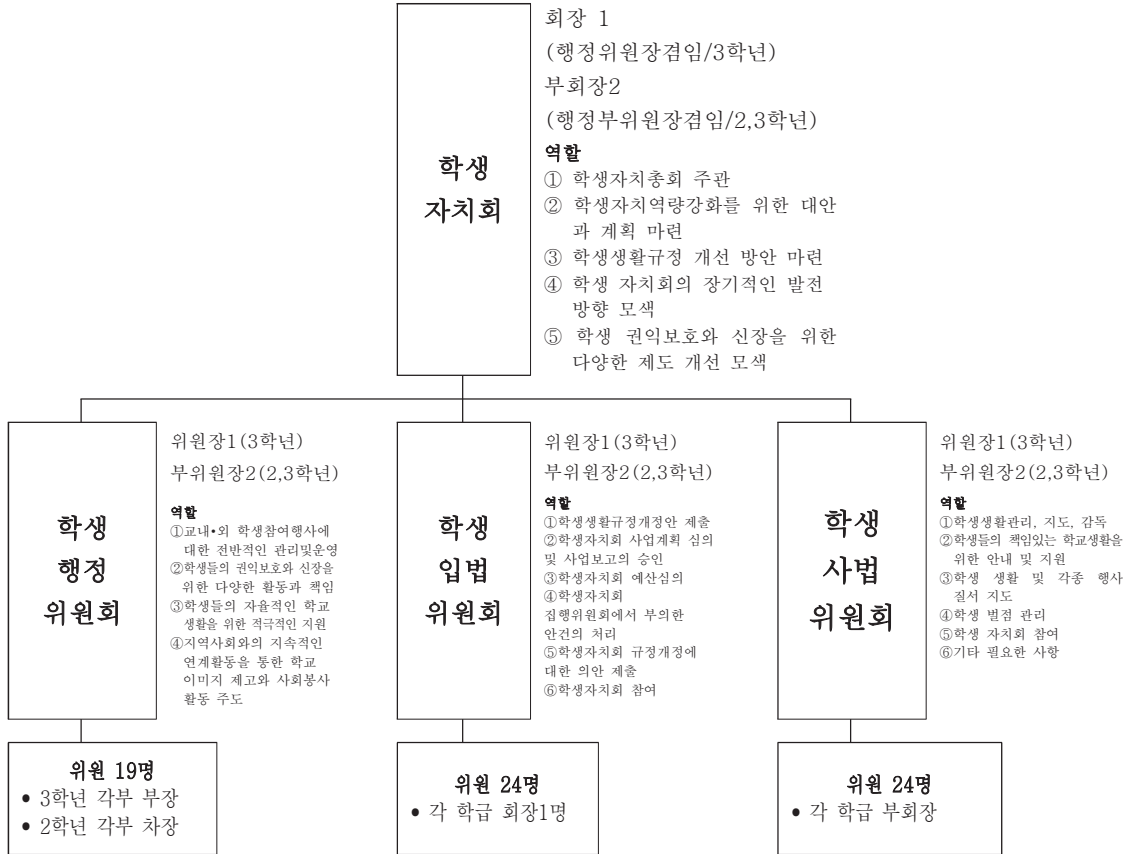 학생
자치회
회장 1
(행정위원장겸임/3학년)
부회장2
(행정부위원장겸임/2,3학년)
역할
① 학생자치총회 주관
② 학생자치역량강화를 위한 대안
과 계획 마련
③ 학생생활규정 개선 방안 마련
④ 학생 자치회의 장기적인 발전
방향 모색
⑤ 학생 권익보호와 신장을 위한
다양한 제도 개선 모색
학생
행정
위원회
위원장1(3학년)
부위원장2(2,3학년)
역할
①교내•외 학생참여행사에
대한 전반적인 관리및운영
②학생들의 권익보호와 신장을
위한 다양한 활동과 책임
③학생들의 자율적인 학교
생활을 위한 적극적인 지원
④지역사회와의 지속적인
연계활동을 통한 학교
이미지 제고와 사회봉사
활동 주도
학생
입법
위원회
위원장1(3학년)
부위원장2(2,3학년)
역할
①학생생활규정개정안 제출
②학생자치회 사업계획 심의
및 사업보고의 승인
③학생자치회 예산심의
④학생자치회
집행위원회에서 부의한
안건의 처리
⑤학생자치회 규정개정에
대한 의안 제출
⑥학생자치회 참여
학생
사법
위원회
위원장1(3학년)
부위원장2(2,3학년)
역할
①학생생활관리, 지도, 감독
②학생들의 책임있는 학교생활을
위한 안내 및 지원
③학생 생활 및 각종 행사
질서 지도
④학생 벌점 관리
⑤학생 자치회 참여
⑥기타 필요한 사항
위원 19명
• 3학년 각부 부장
• 2학년 각부 차장
위원 24명
• 각 학급 회장1명
위원 24명
• 각 학급 부회장